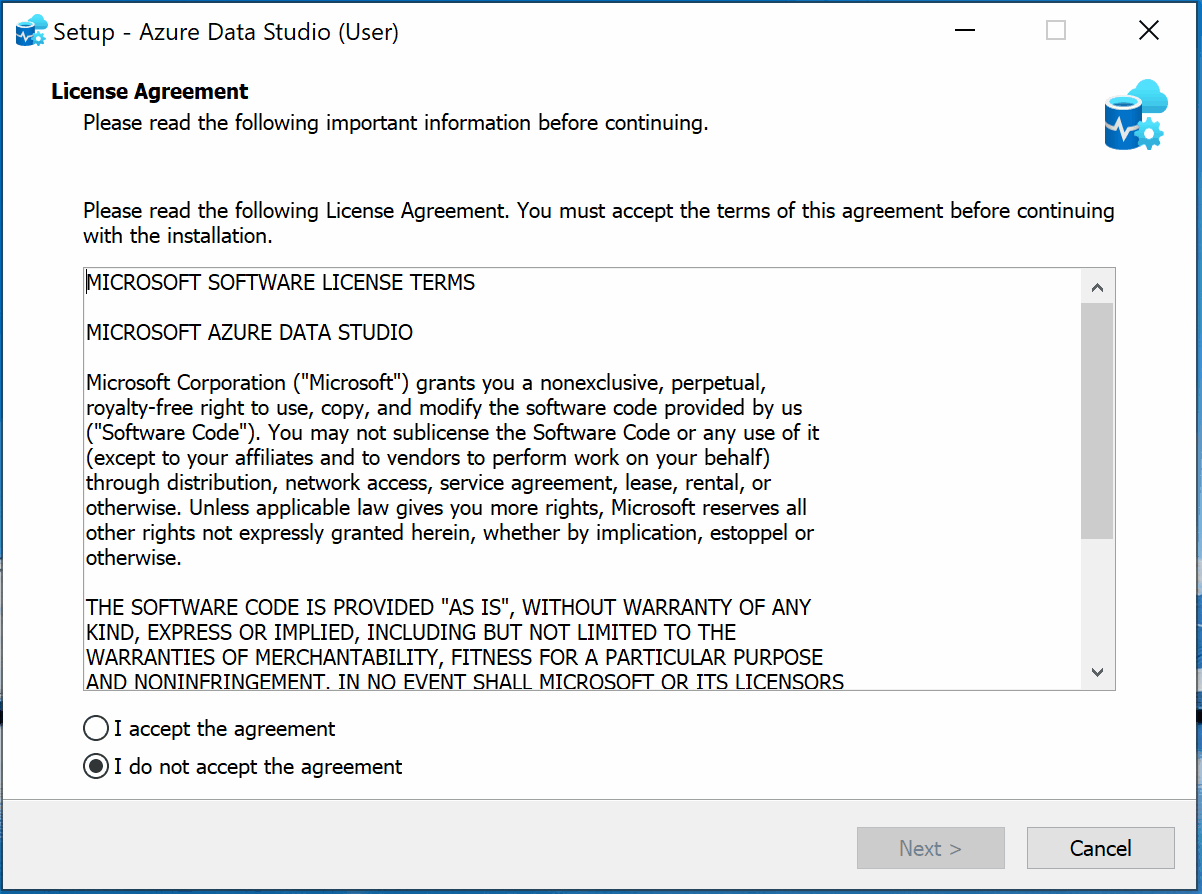 Setup - Azure Data Studio (User)
License Agreement
Please read the following important information before continuing.
Please read the following License Agreement. You must accept the terms of this agreement before continuing
with the installation.
MICROSOFT SOFTWARE LICENSE TERMS
MICROSOFT AZURE DATA STUDIO
Microsoft Corporation ("Microsoft") grants you a nonexclusive, perpetual,
royalty-free right to use, copy, and modify the software code provided by us
("Software Code"). You may not sublicense the Software Code or any use of it
(except to your affiliates and to vendors to perform work on your behalf)
through distribution, network access, service agreement, lease, rental, or
otherwise. Unless applicable law gives you more rights, Microsoft reserves all
other rights not expressly granted herein, whether by implication, estoppel or
otherwise.
THE SOFTWARE CODE IS PROVIDED "AS IS", WITHOUT WARRANTY OF ANY
KIND, EXPRESS OR IMPLIED, INCLUDING BUT NOT LIMITED TO THE
WARRANTIES OF MERCHANTABILITY, FITNESS FOR A PARTICULAR PURPOSE
AND NONINFRINGEMENT. IN NO EVENT SHALL MICROSOFT OR ITS LICENSORS
I accept the agreement
I do not accept the agreement
Next >
Cancel